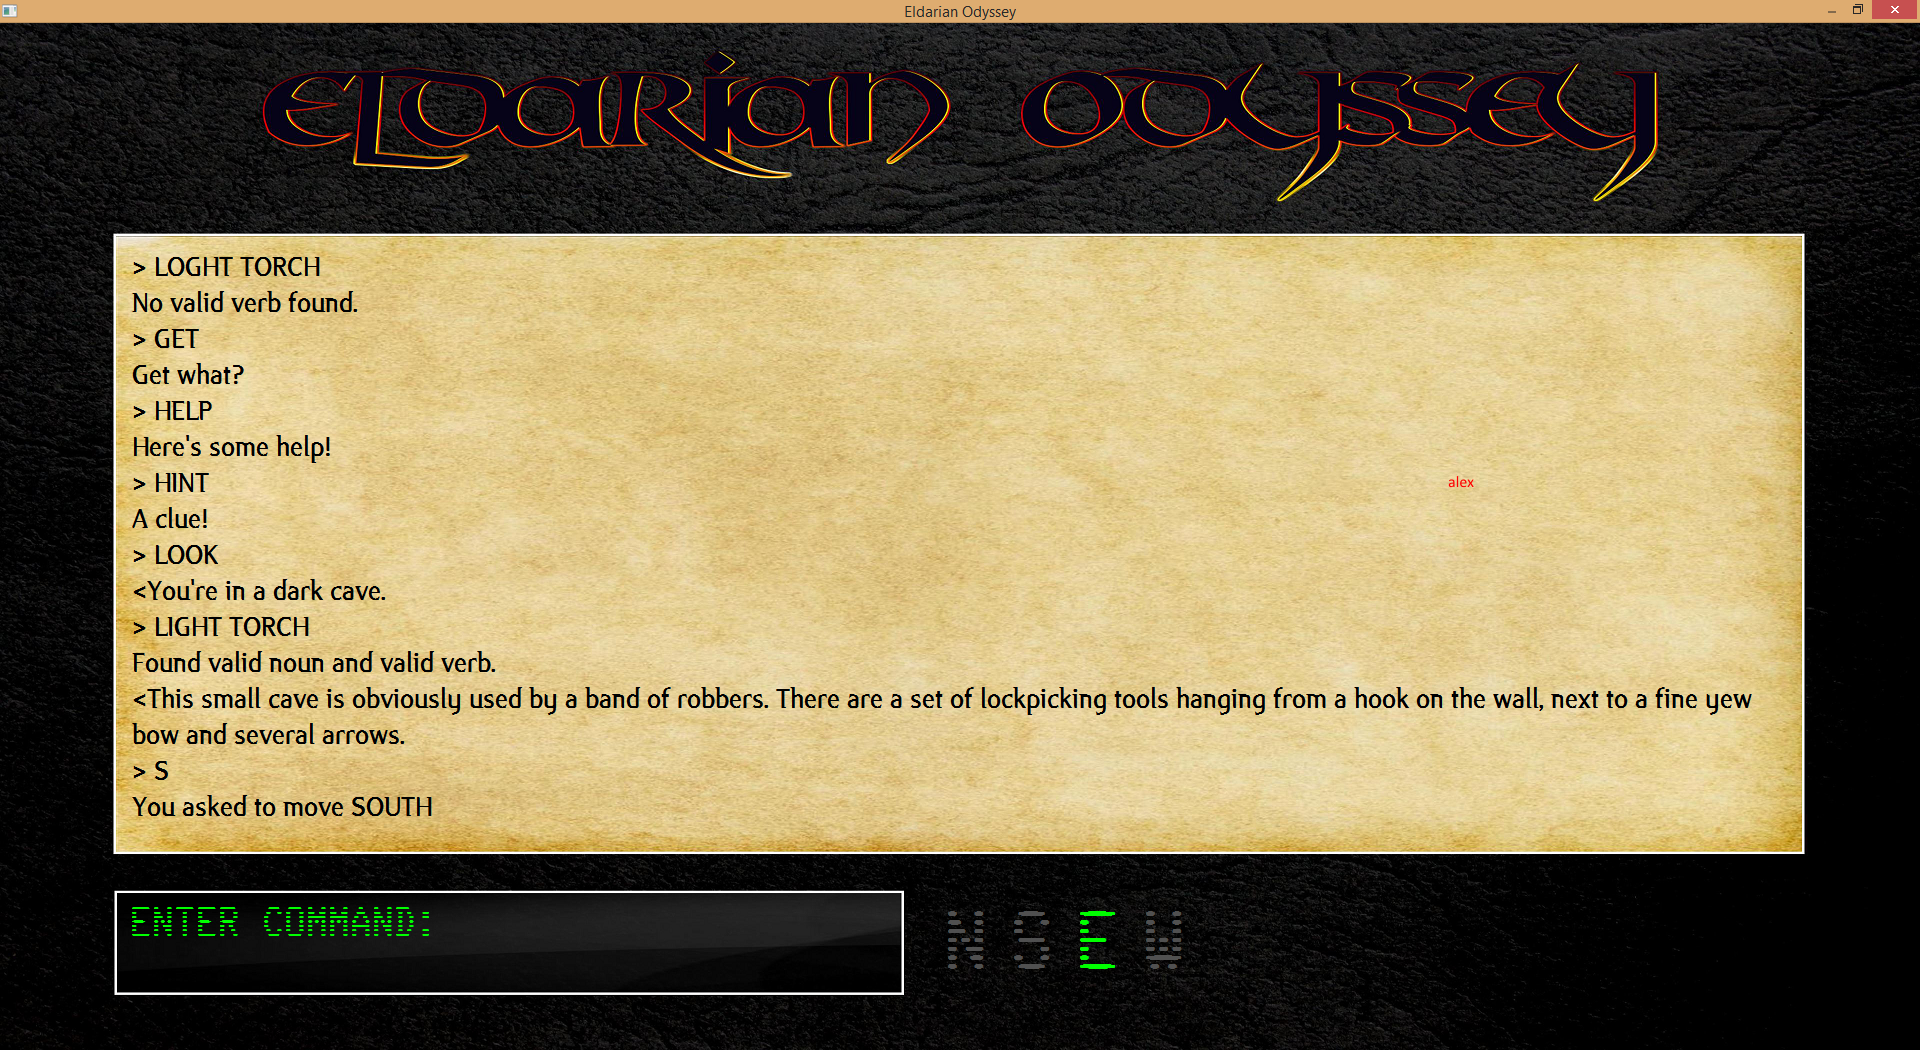 Eldarian Odyssey
ELDARIAN ODYSSEY
> LOGHT TORCH
No valid verb found.
> GET
Get what?
> HELP
Here's some help!
> HINT
alex
A clue!
> LOOK
<You're in a dark cave.
> LIGHT TORCH
Found valid noun and valid verb.
<This small cave is obviously used by a band of robbers. There are a set of lockpicking tools hanging from a hook on the wall, next to a fine yew
bow and several arrows.
> S
You asked to move SOUTH
ENTER COMMAND:
N S E W